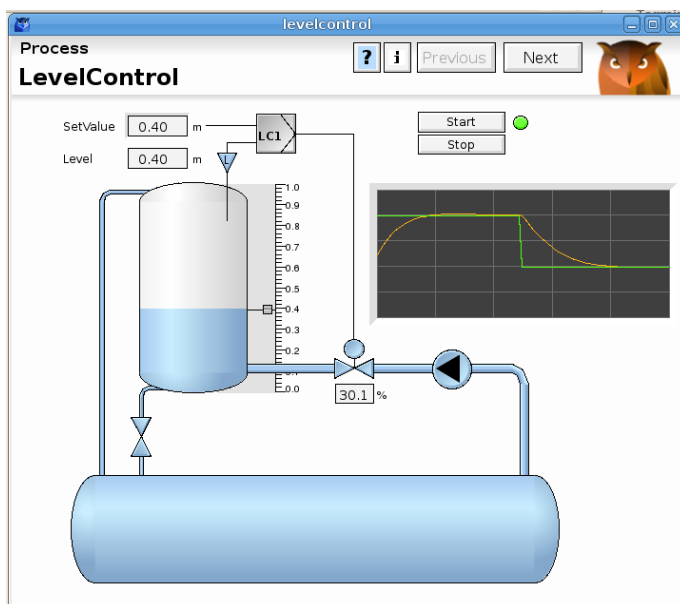 levelcontrol
Process
LevelControl
? i Previous Next
SetValue 0.40 m
LC1
Start
Level 0.40 m
Stop
L
1.0
0.9
0.8
0.7
0.6
0.5
0.4
0.3
0.2
0.1
0.0
30.1 %